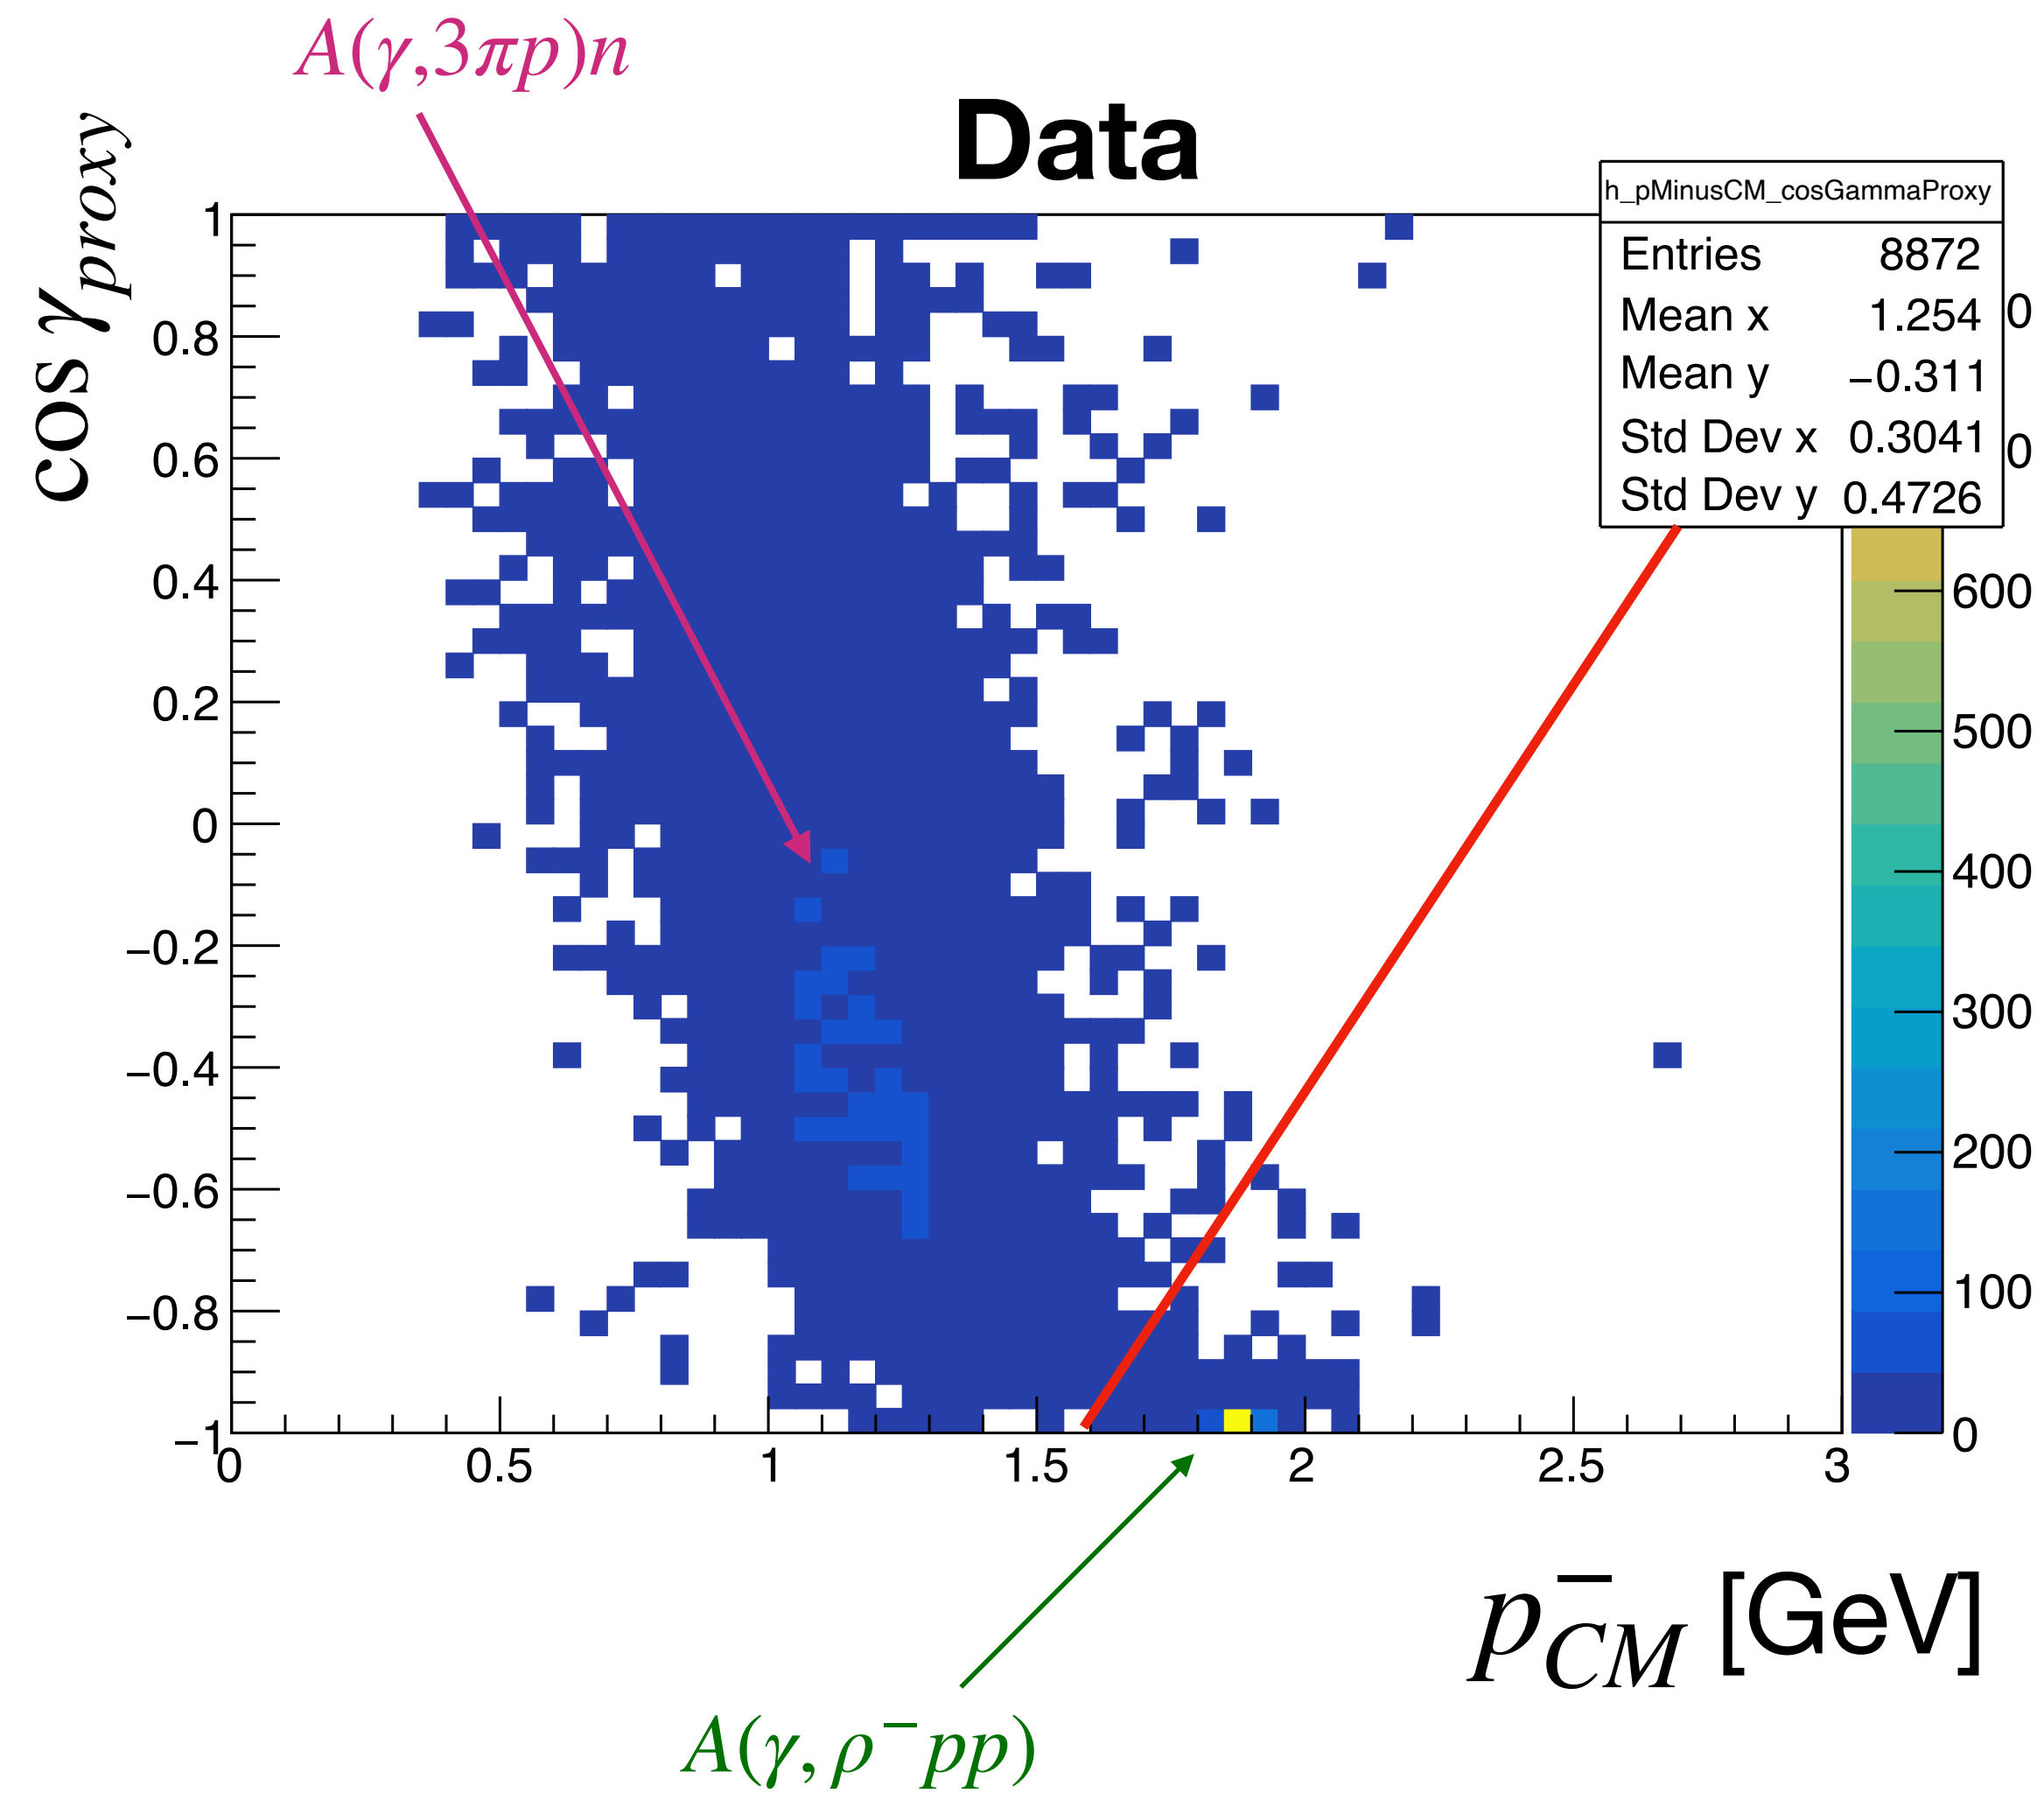 A(γ,3πp)n
Data
h_pMinusCM_cosGammaProxy
Entries 8872
Mean x 1.254
Mean y −0.311
Std Dev x 0.3041
Std Dev y 0.4726
cos γproxy
1
0.8
0.6
0.4
0.2
0
−0.2
−0.4
−0.6
−0.8
−1
0 0.5 1 1.5 2 2.5 3
0
0
600
500
400
300
200
100
0
p⁻CM [GeV]
A(γ, ρ⁻pp)